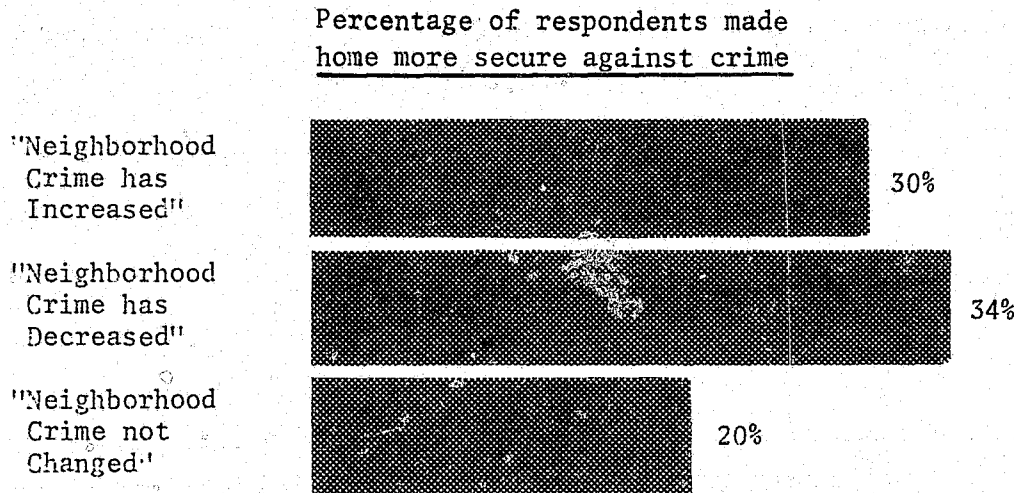 Percentage of respondents made
home more secure against crime
"Neighborhood
Crime has
Increased"
30%
"Neighborhood
Crime has
Decreased"
34%
"Neighborhood
Crime not
Changed"
20%